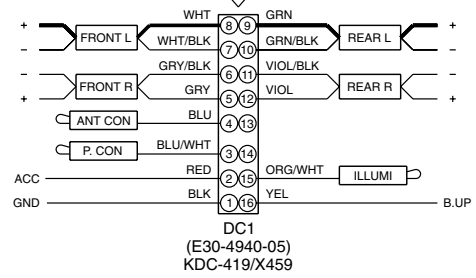 WHT 8 9 GRN
+ FRONT L REAR L +
− WHT/BLK 7 10 GRN/BLK −
− GRY/BLK 6 11 VIOL/BLK −
FRONT R REAR R
+ GRY 5 12 VIOL +
ANT CON BLU 4 13
P. CON BLU/WHT 3 14
ACC RED 2 15 ORG/WHT ILLUMI
GND BLK 1 16 YEL B.UP
DC1
(E30-4940-05)
KDC-419/X459